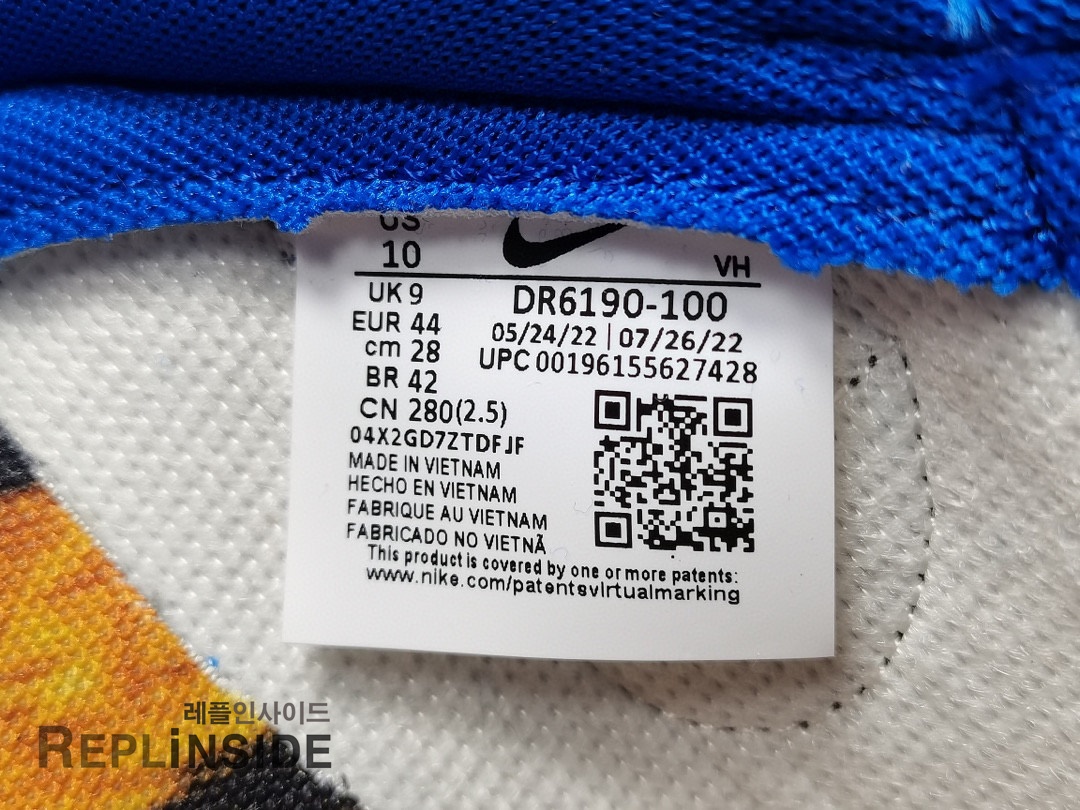 US
10
VH
UK 9
EUR 44
cm 28
BR 42
CN 280(2.5)
DR6190-100
05/24/22 | 07/26/22
UPC 00196155627428
04X2GD7ZTDFJF
MADE IN VIETNAM
HECHO EN VIETNAM
FABRIQUE AU VIETNAM
FABRICADO NO VIETNÃ
This product is covered by one or more patents:
www.nike.com/patentsvirtualmarking
레플인사이드
REPLiNSIDE